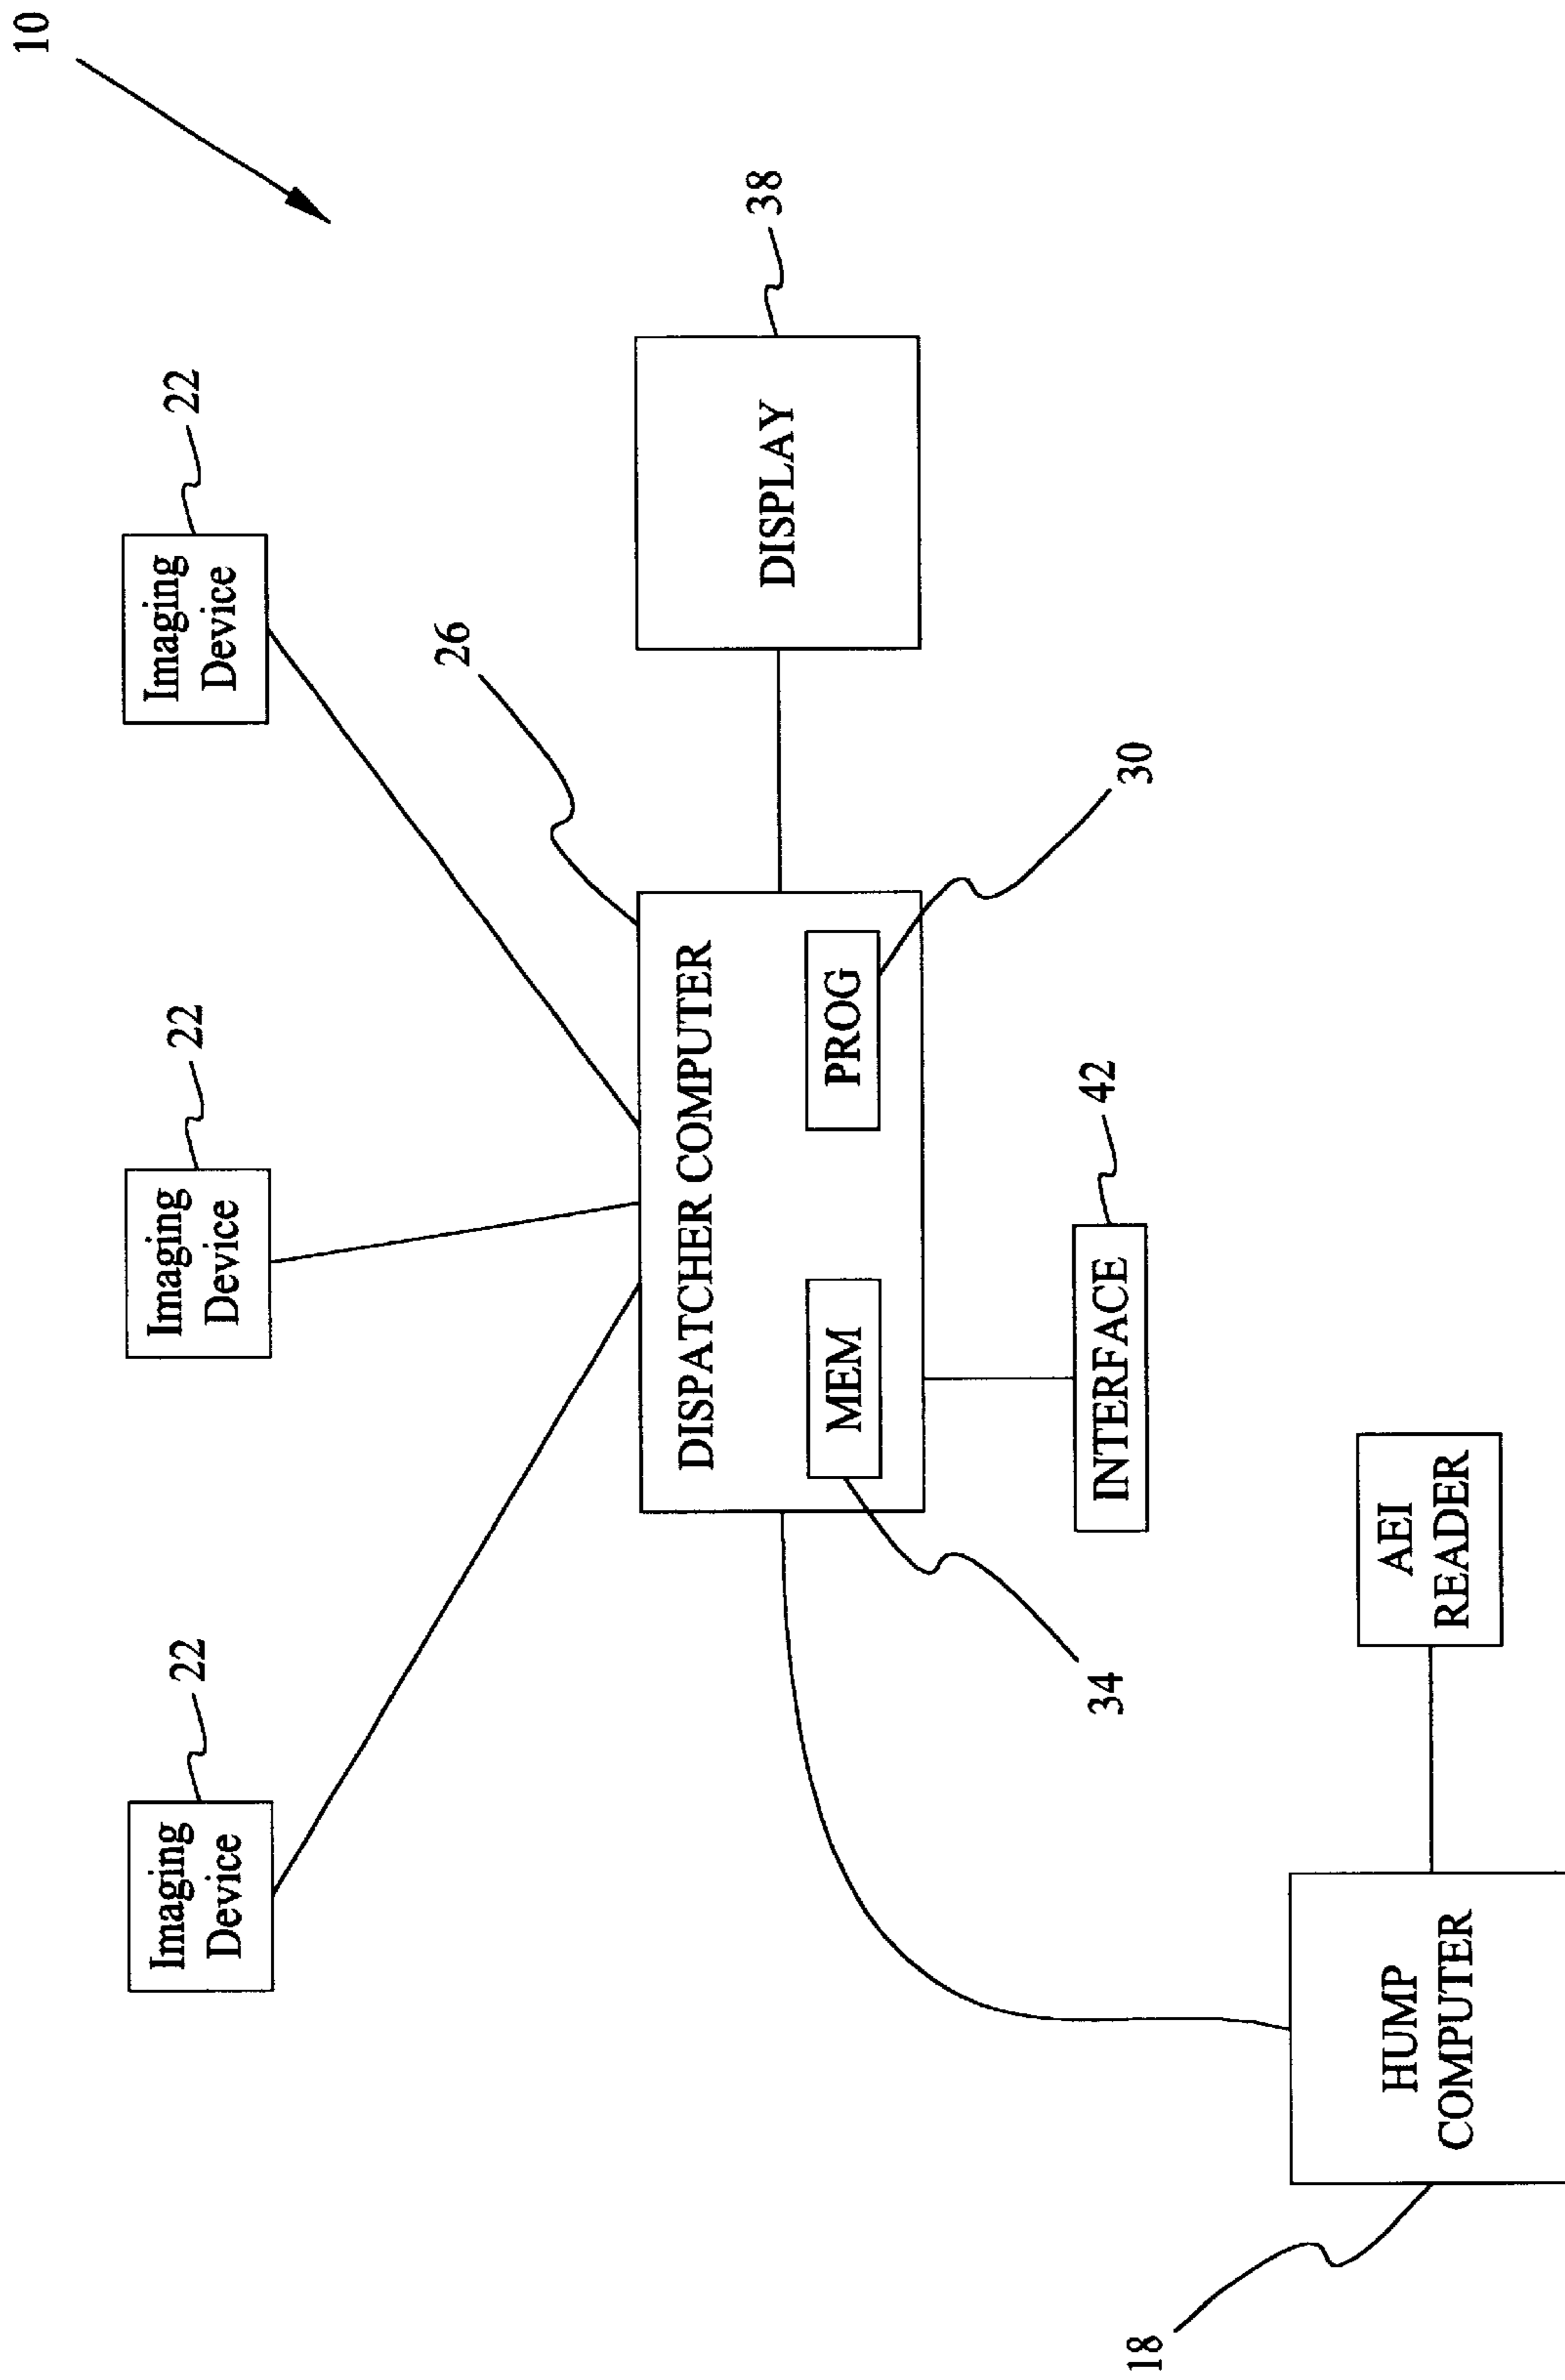 10
22
22
22
Imaging
Device
Imaging
Device
Imaging
Device
26
38
DISPATCHER COMPUTER
DISPLAY
MEM
PROG
34
30
INTERFACE
42
18
HUMP
COMPUTER
AEI
READER